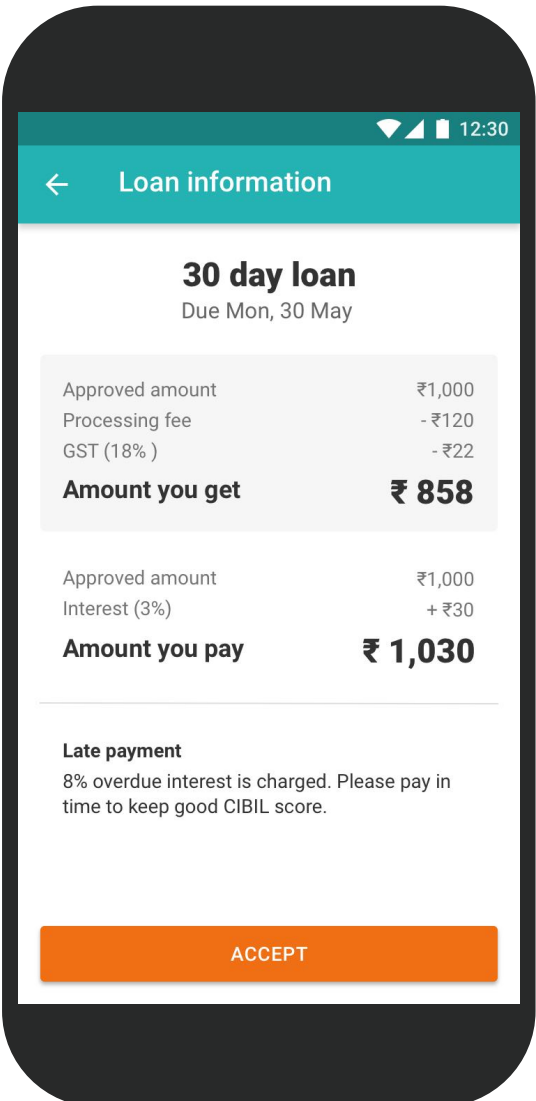 12:30
Loan information
30 day loan
Due Mon, 30 May
Approved amount ₹1,000
Processing fee - ₹120
GST (18% ) - ₹22
Amount you get ₹ 858
Approved amount ₹1,000
Interest (3%) + ₹30
Amount you pay ₹ 1,030
Late payment
8% overdue interest is charged. Please pay in
time to keep good CIBIL score.
ACCEPT